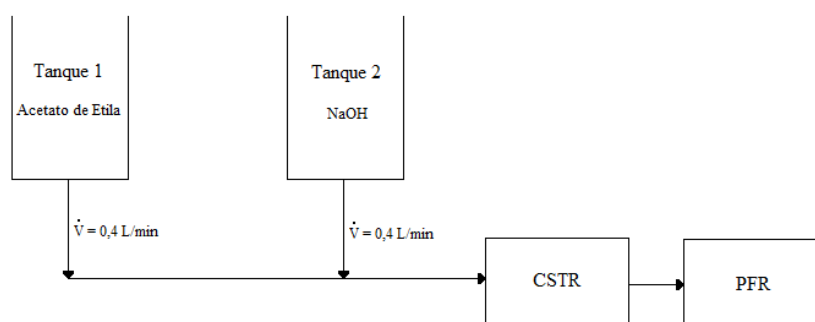 Tanque 1
Acetato de Etila
Tanque 2
NaOH
V̇ = 0,4 L/min
V̇ = 0,4 L/min
CSTR
PFR